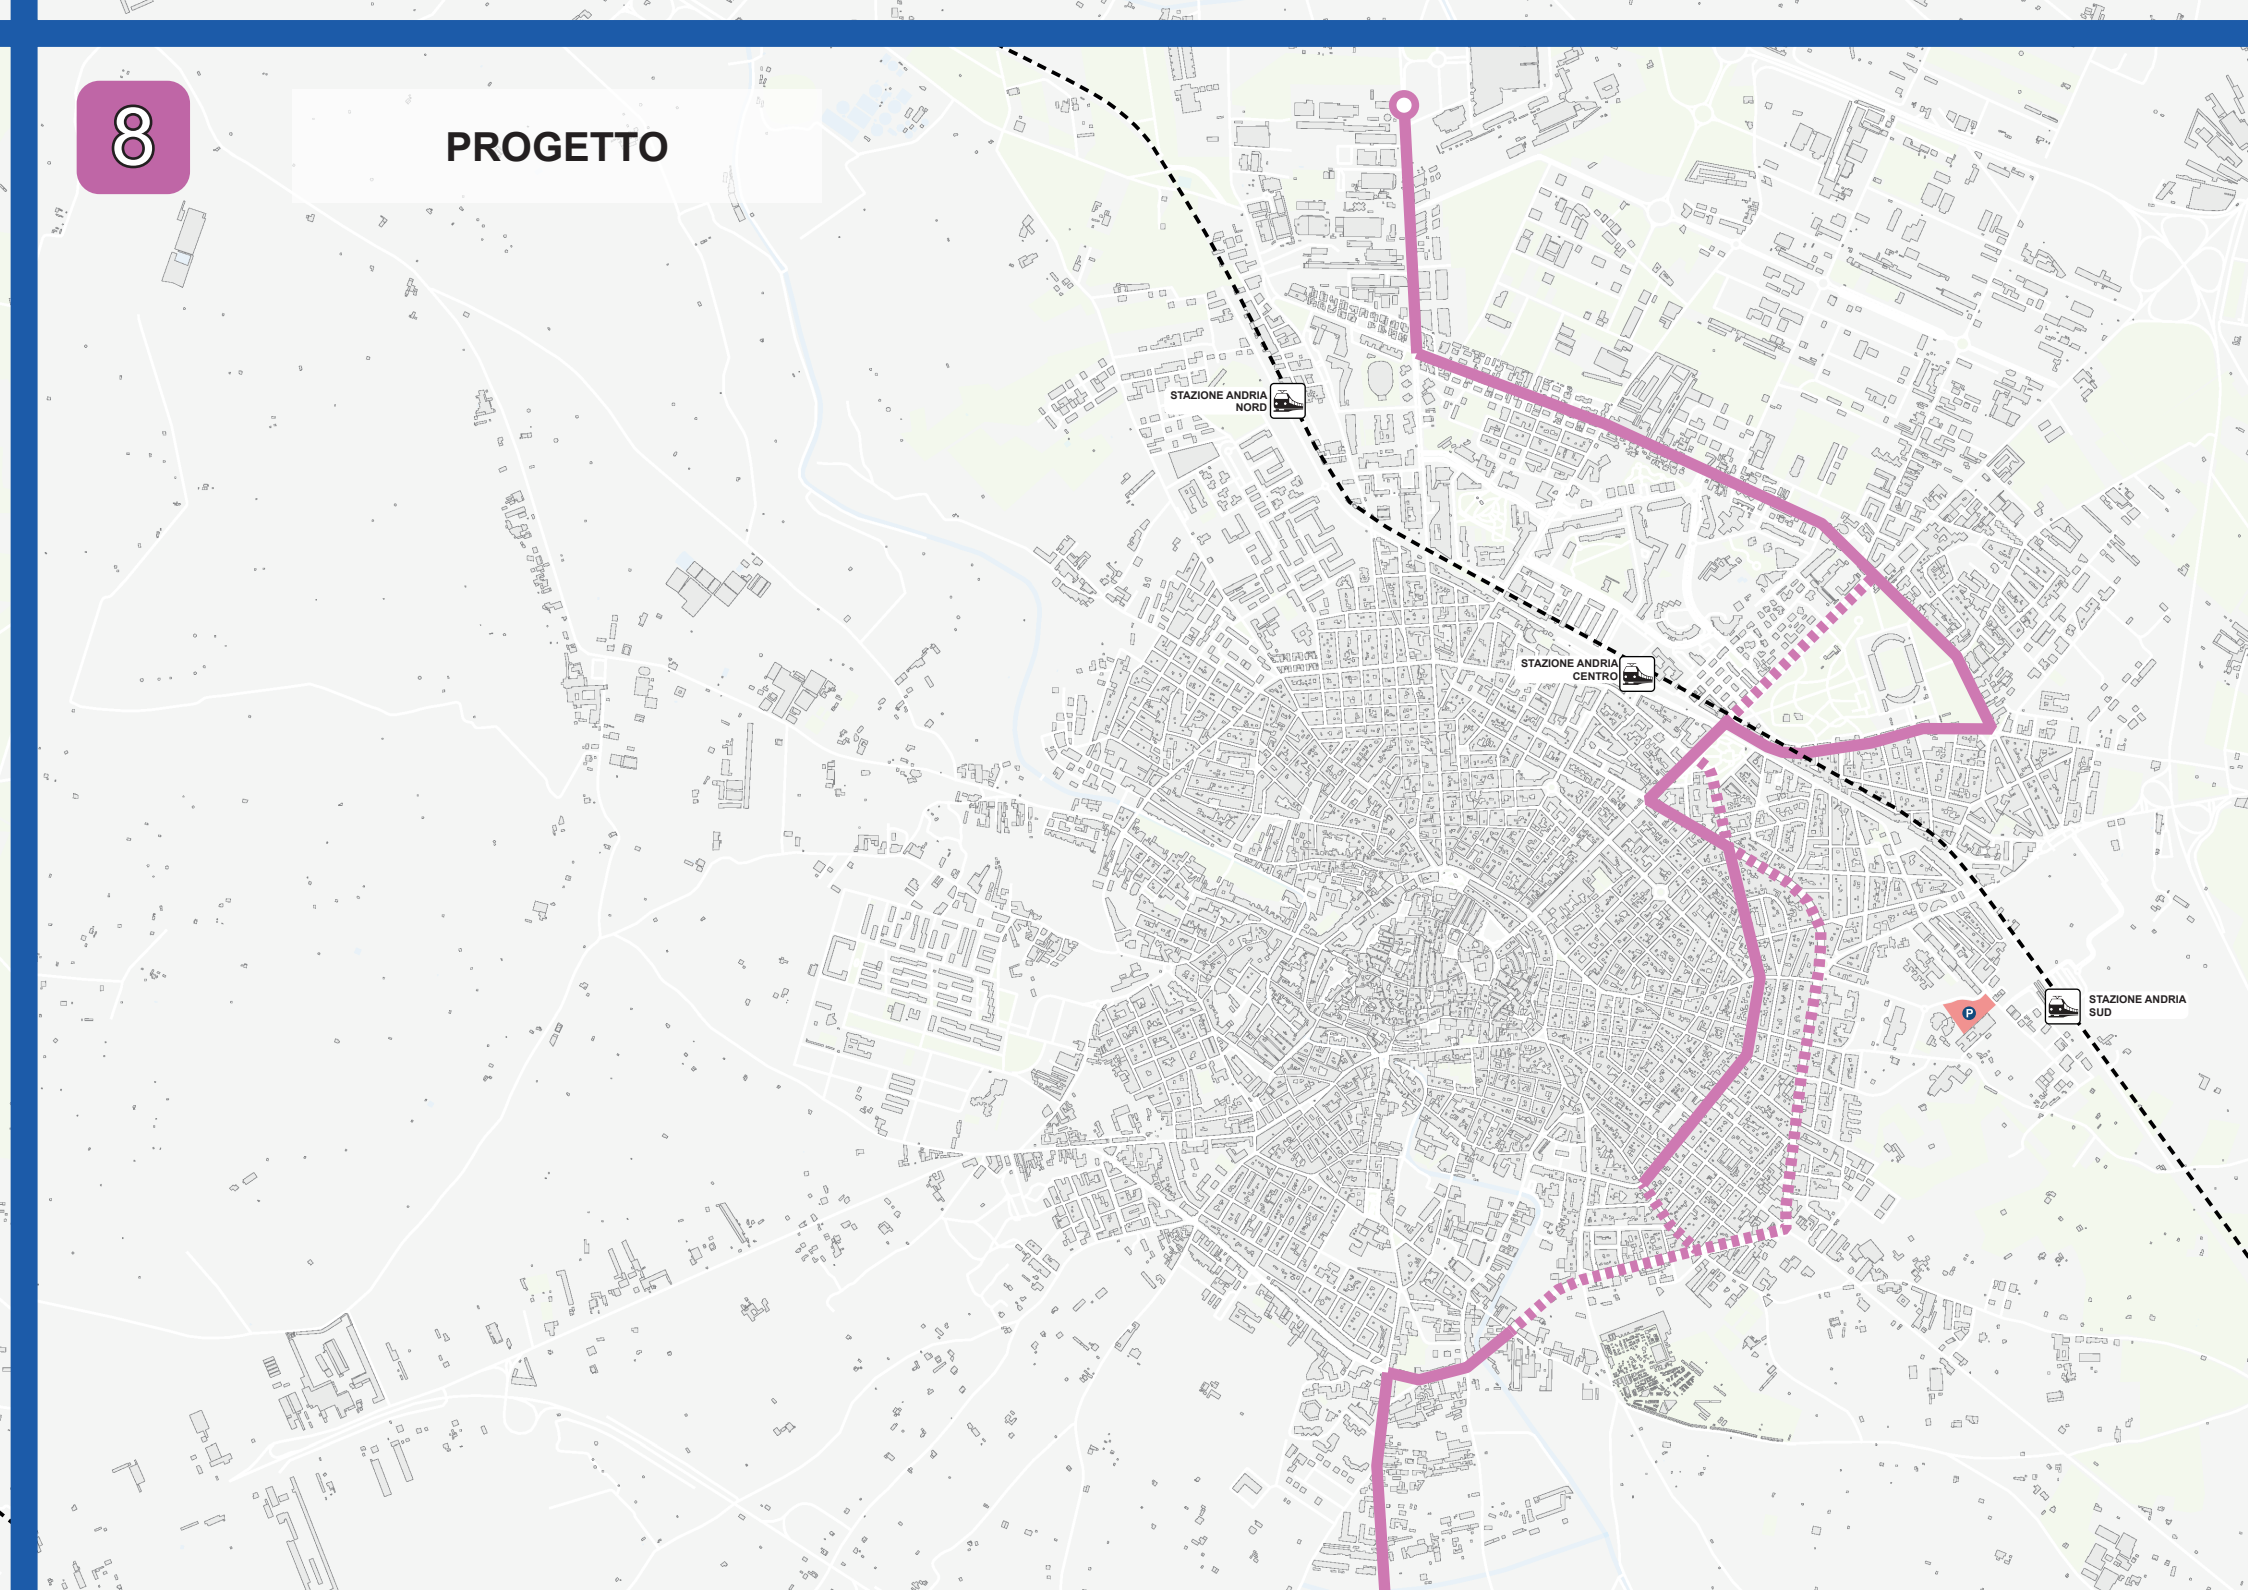 8
PROGETTO
STAZIONE ANDRIA
NORD
STAZIONE ANDRIA
CENTRO
STAZIONE ANDRIA
SUD
P